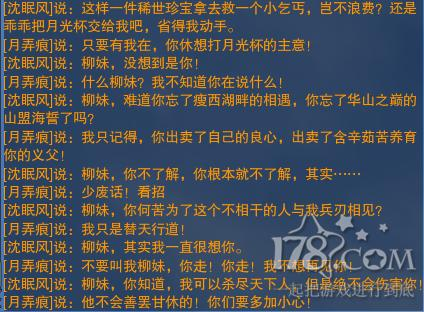 [沈眠风]说：这样一件稀世珍宝拿去救一个小乞丐，岂不浪费？还是
乖乖把月光杯交给我吧，省得我动手。
[月弄痕]说：只要有我在，你休想打月光杯的主意！
[沈眠风]说：柳妹，没想到是你！
[月弄痕]说：什么柳妹？我不知道你在说什么！
[沈眠风]说：柳妹，难道你忘了瘦西湖畔的相遇，你忘了华山之巅的
山盟海誓了吗？
[月弄痕]说：我只记得，你出卖了自己的良心，出卖了含辛茹苦养育
你的义父！
[沈眠风]说：柳妹，你不了解，你根本就不了解，其实……
[月弄痕]说：少废话！看招
[沈眠风]说：柳妹，你何苦为了这个不相干的人与我兵刃相见？
[月弄痕]说：我只是替天行道！
[沈眠风]说：柳妹，其实我一直很想你。
[月弄痕]说：不要叫我柳妹，你走！你走！我不想再见你！
[沈眠风]说：柳妹，你知道，我可以杀尽天下人，但是绝不会伤害你！
[月弄痕]说：他不会善罢甘休的！你们要多加小心！
178.COM
起把游戏进行到底